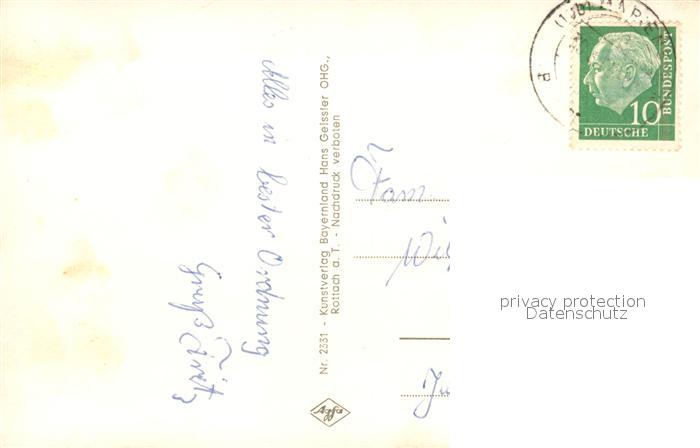 Alles in bester Ordnung
Gruß Fritz
Nr. 2331 - Kunstverlag Bayernland Hans Geissler OHG.,
Rottach a. T. - Nachdruck verboten
Agfa
Fam
10
DEUTSCHE
BUNDESPOST
privacy protection
Datenschutz